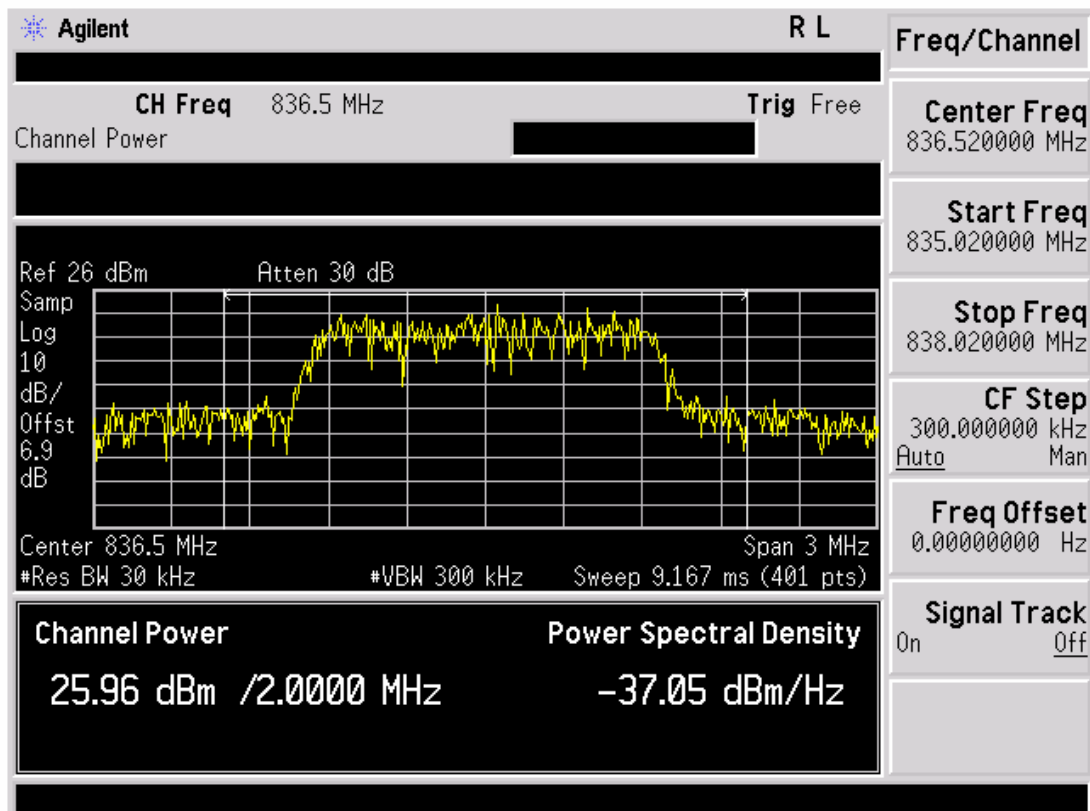 Agilent R L
CH Freq 836.5 MHz Trig Free
Channel Power
Ref 26 dBm Atten 30 dB
Samp
Log
10
dB/
Offst
6.9
dB
Center 836.5 MHz Span 3 MHz
#Res BW 30 kHz #VBW 300 kHz Sweep 9.167 ms (401 pts)
Channel Power Power Spectral Density
25.96 dBm /2.0000 MHz -37.05 dBm/Hz
Freq/Channel
Center Freq
836.520000 MHz
Start Freq
835.020000 MHz
Stop Freq
838.020000 MHz
CF Step
300.000000 kHz
Auto Man
Freq Offset
0.00000000 Hz
Signal Track
On Off